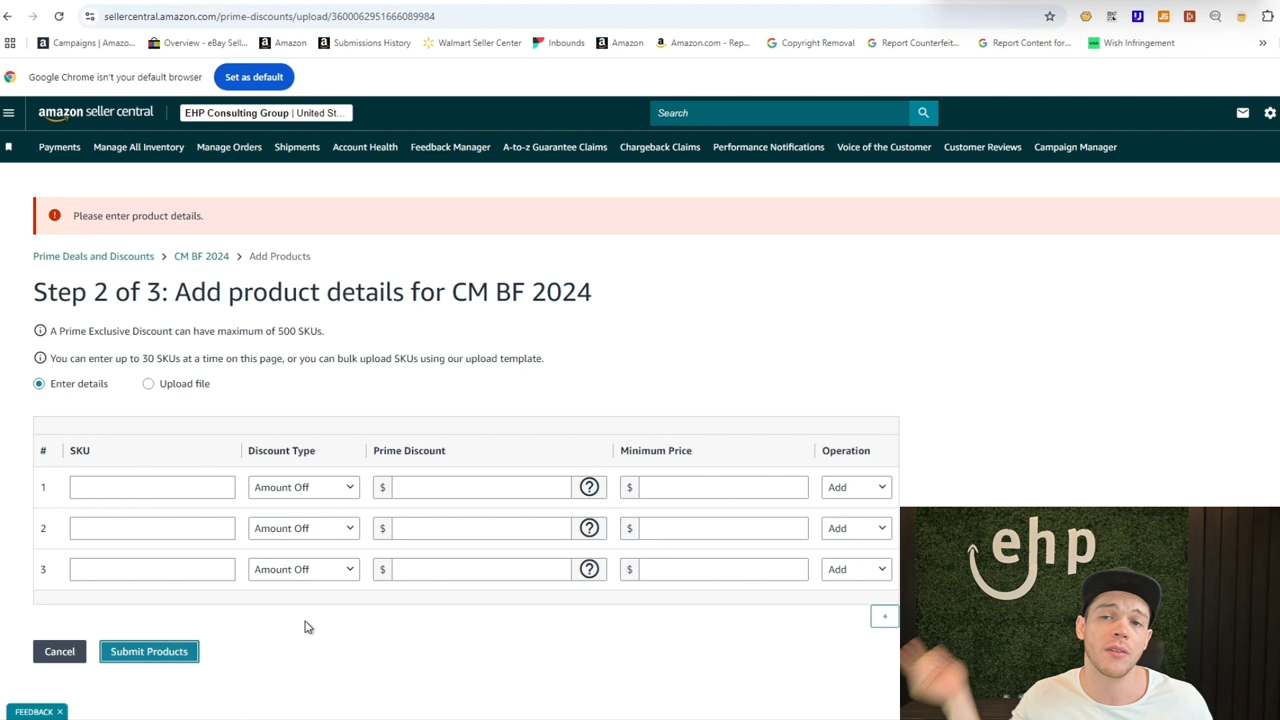 sellercentral.amazon.com/prime-discounts/upload/3600062951666089984
Campaigns | Amazo... Overview - eBay Sell... Amazon Submissions History Walmart Seller Center Inbounds Amazon Amazon.com - Rep... Copyright Removal Report Counterfeit... Report Content for... Wish Infringement
Google Chrome isn't your default browser Set as default
amazon seller central EHP Consulting Group | United St... Search
Payments Manage All Inventory Manage Orders Shipments Account Health Feedback Manager A-to-z Guarantee Claims Chargeback Claims Performance Notifications Voice of the Customer Customer Reviews Campaign Manager
Please enter product details.
Prime Deals and Discounts > CM BF 2024 > Add Products
Step 2 of 3: Add product details for CM BF 2024
A Prime Exclusive Discount can have maximum of 500 SKUs.
You can enter up to 30 SKUs at a time on this page, or you can bulk upload SKUs using our upload template.
Enter details Upload file
# SKU Discount Type Prime Discount Minimum Price Operation
1 Amount Off $ ? $ Add
2 Amount Off $ ? $ Add
3 Amount Off $ ? $ Add
+
Cancel Submit Products
FEEDBACK ×
ehp